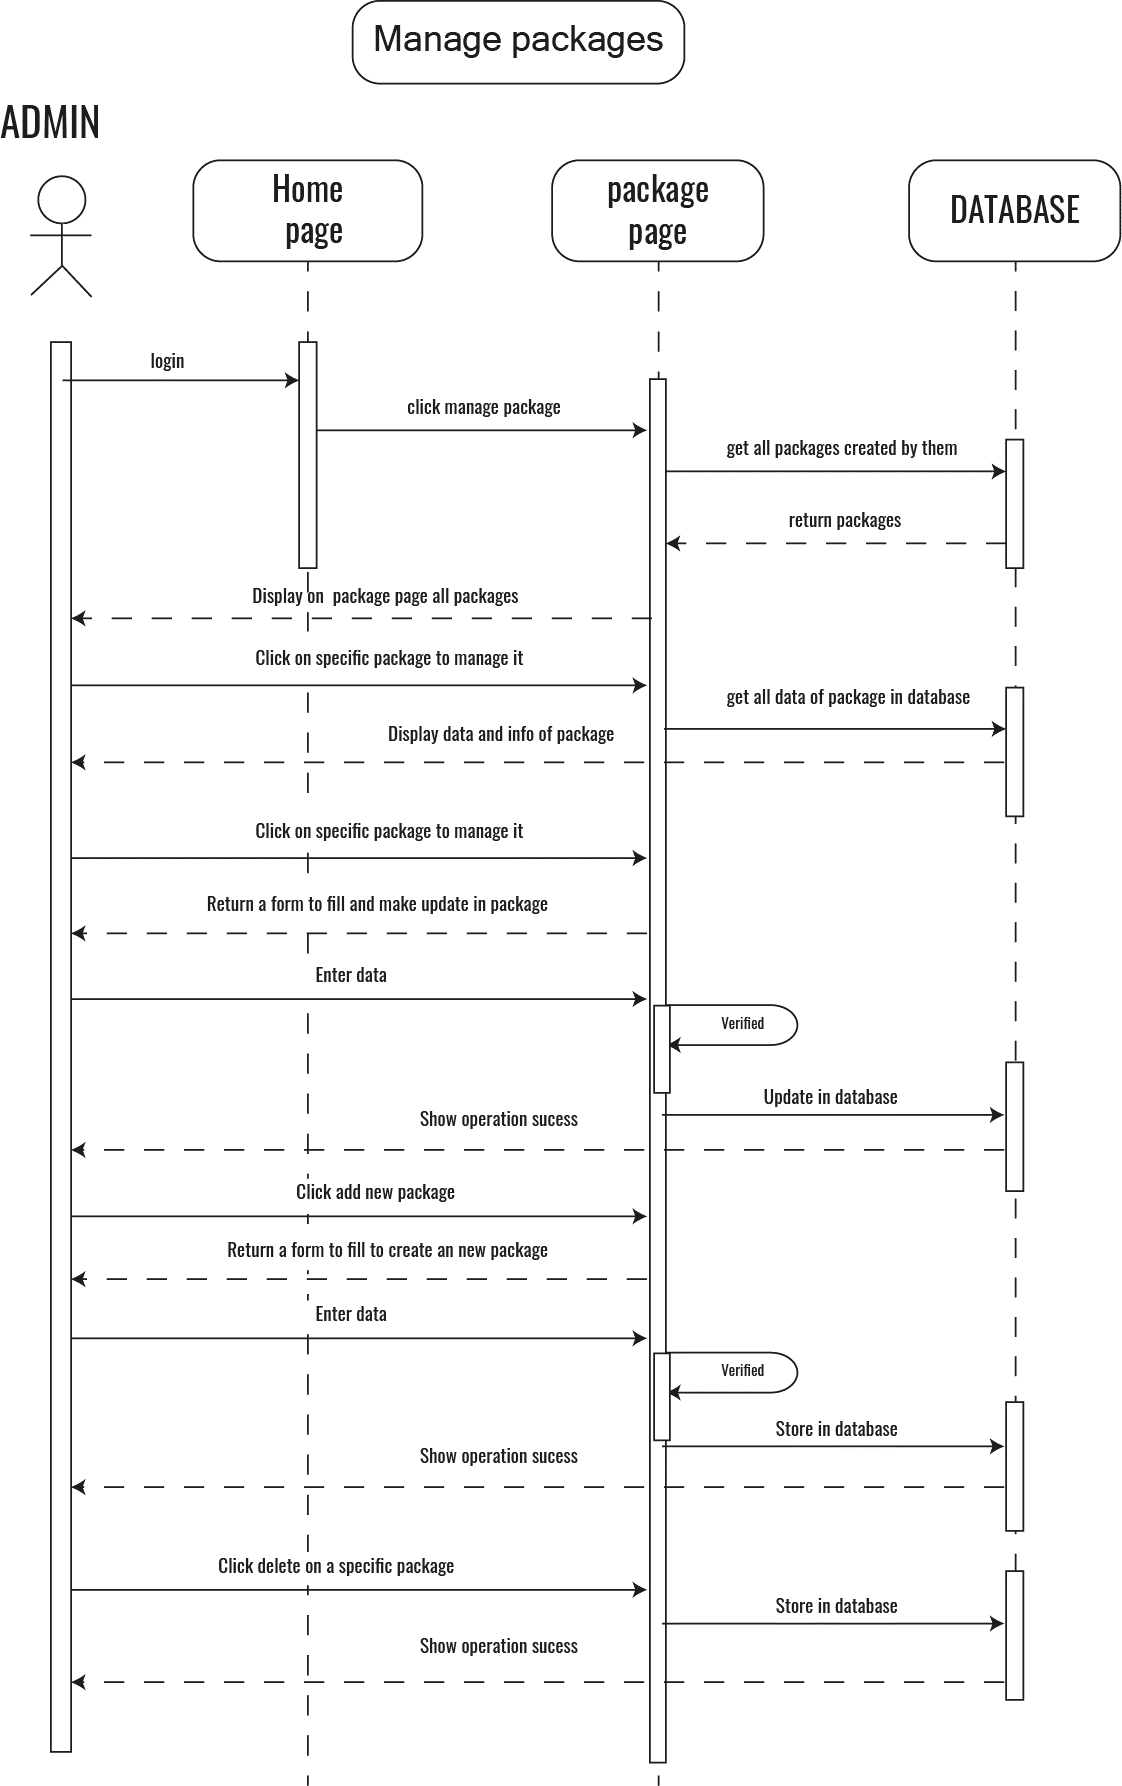 Manage packages
ADMIN
Home
page
package
page
DATABASE
login
click manage package
get all packages created by them
return packages
Display on package page all packages
Click on specific package to manage it
get all data of package in database
Display data and info of package
Click on specific package to manage it
Return a form to fill and make update in package
Enter data
Verified
Update in database
Show operation sucess
Click add new package
Return a form to fill to create an new package
Enter data
Verified
Store in database
Show operation sucess
Click delete on a specific package
Store in database
Show operation sucess